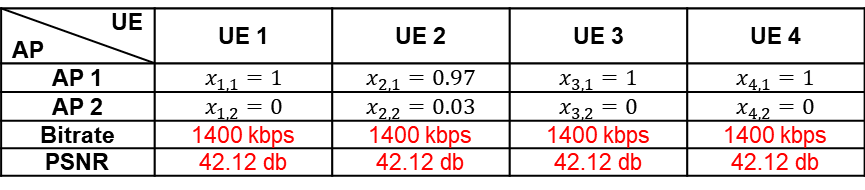 UE
AP UE 1 UE 2 UE 3 UE 4
AP 1 x1,1 = 1 x2,1 = 0.97 x3,1 = 1 x4,1 = 1
AP 2 x1,2 = 0 x2,2 = 0.03 x3,2 = 0 x4,2 = 0
Bitrate 1400 kbps 1400 kbps 1400 kbps 1400 kbps
PSNR 42.12 db 42.12 db 42.12 db 42.12 db